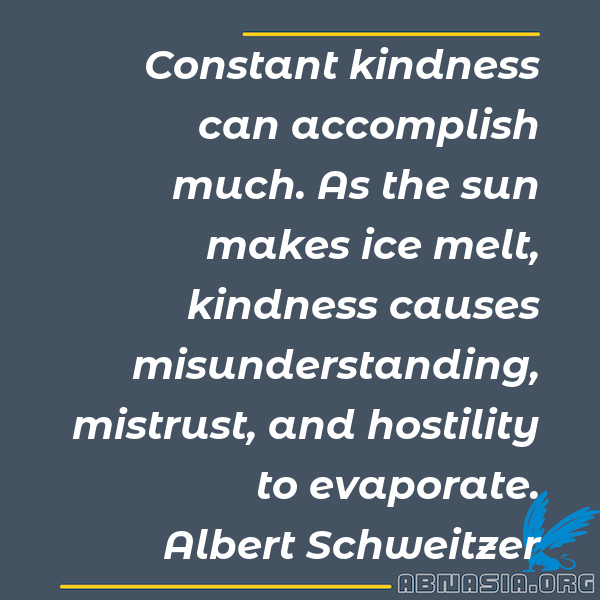 Constant kindness
can accomplish
much. As the sun
makes ice melt,
kindness causes
misunderstanding,
mistrust, and hostility
to evaporate.
Albert Schweitzer
ABNASIA.ORG